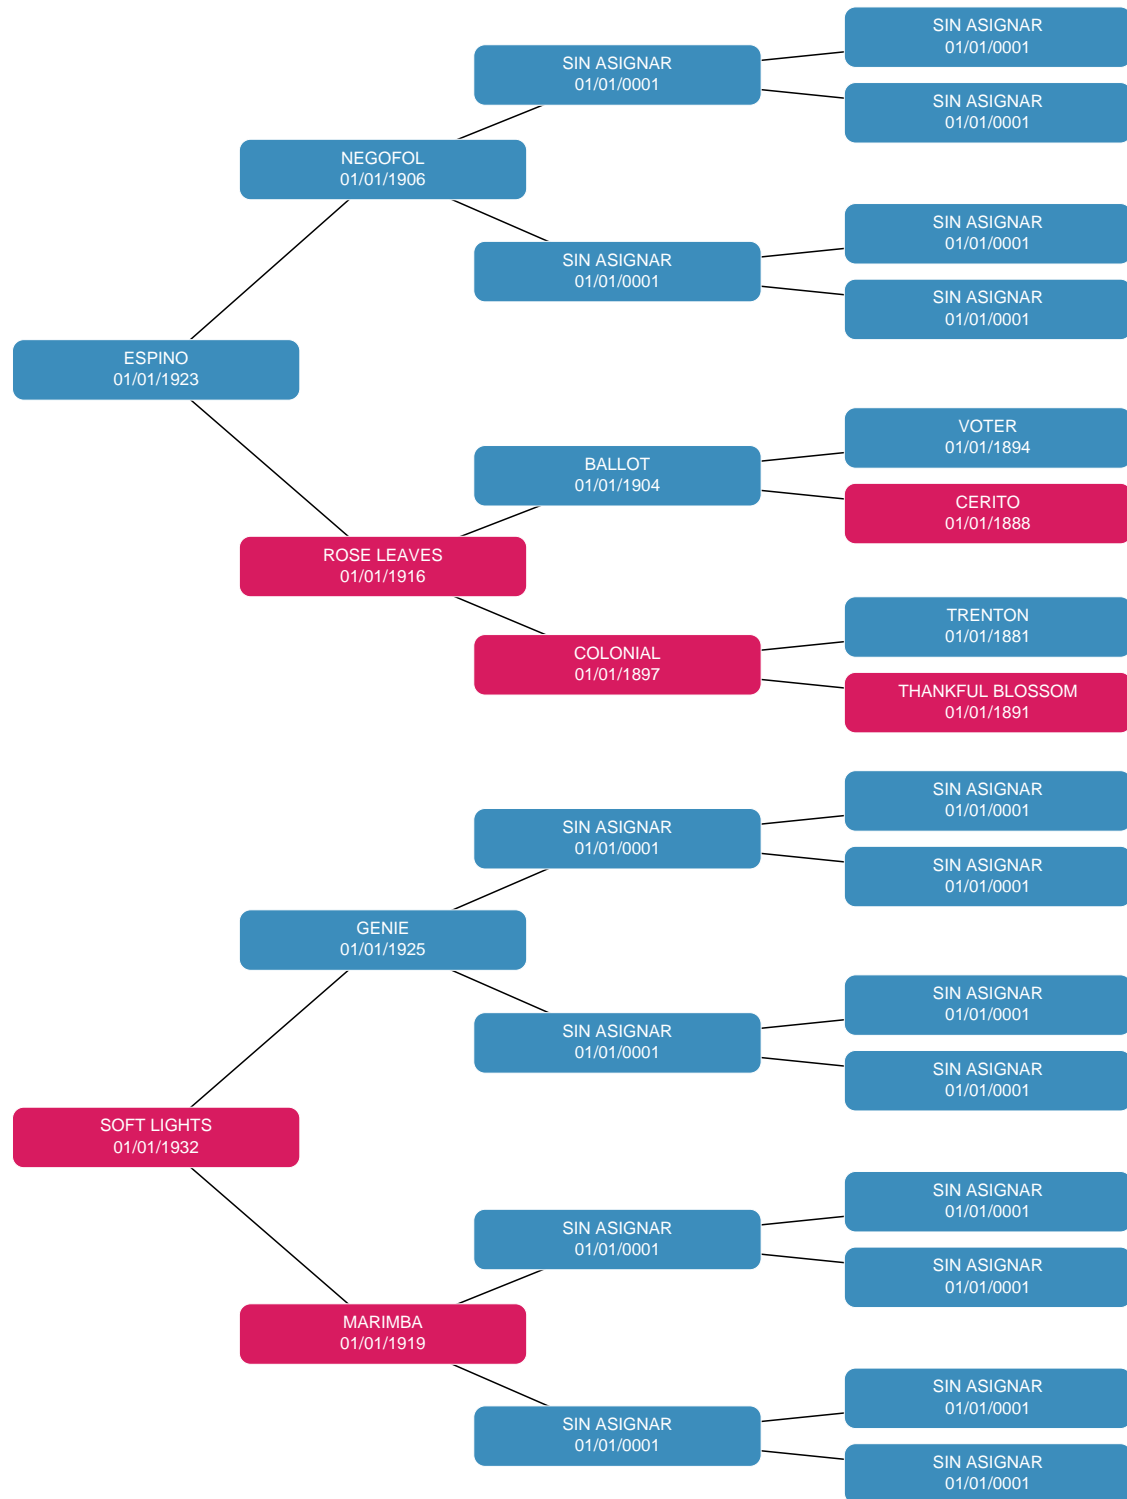 SIN ASIGNAR
01/01/0001
SIN ASIGNAR
01/01/0001
SIN ASIGNAR
01/01/0001
NEGOFOL
01/01/1906
SIN ASIGNAR
01/01/0001
SIN ASIGNAR
01/01/0001
SIN ASIGNAR
01/01/0001
ESPINO
01/01/1923
VOTER
01/01/1894
BALLOT
01/01/1904
CERITO
01/01/1888
ROSE LEAVES
01/01/1916
TRENTON
01/01/1881
COLONIAL
01/01/1897
THANKFUL BLOSSOM
01/01/1891
SIN ASIGNAR
01/01/0001
SIN ASIGNAR
01/01/0001
SIN ASIGNAR
01/01/0001
GENIE
01/01/1925
SIN ASIGNAR
01/01/0001
SIN ASIGNAR
01/01/0001
SIN ASIGNAR
01/01/0001
SOFT LIGHTS
01/01/1932
SIN ASIGNAR
01/01/0001
SIN ASIGNAR
01/01/0001
SIN ASIGNAR
01/01/0001
MARIMBA
01/01/1919
SIN ASIGNAR
01/01/0001
SIN ASIGNAR
01/01/0001
SIN ASIGNAR
01/01/0001